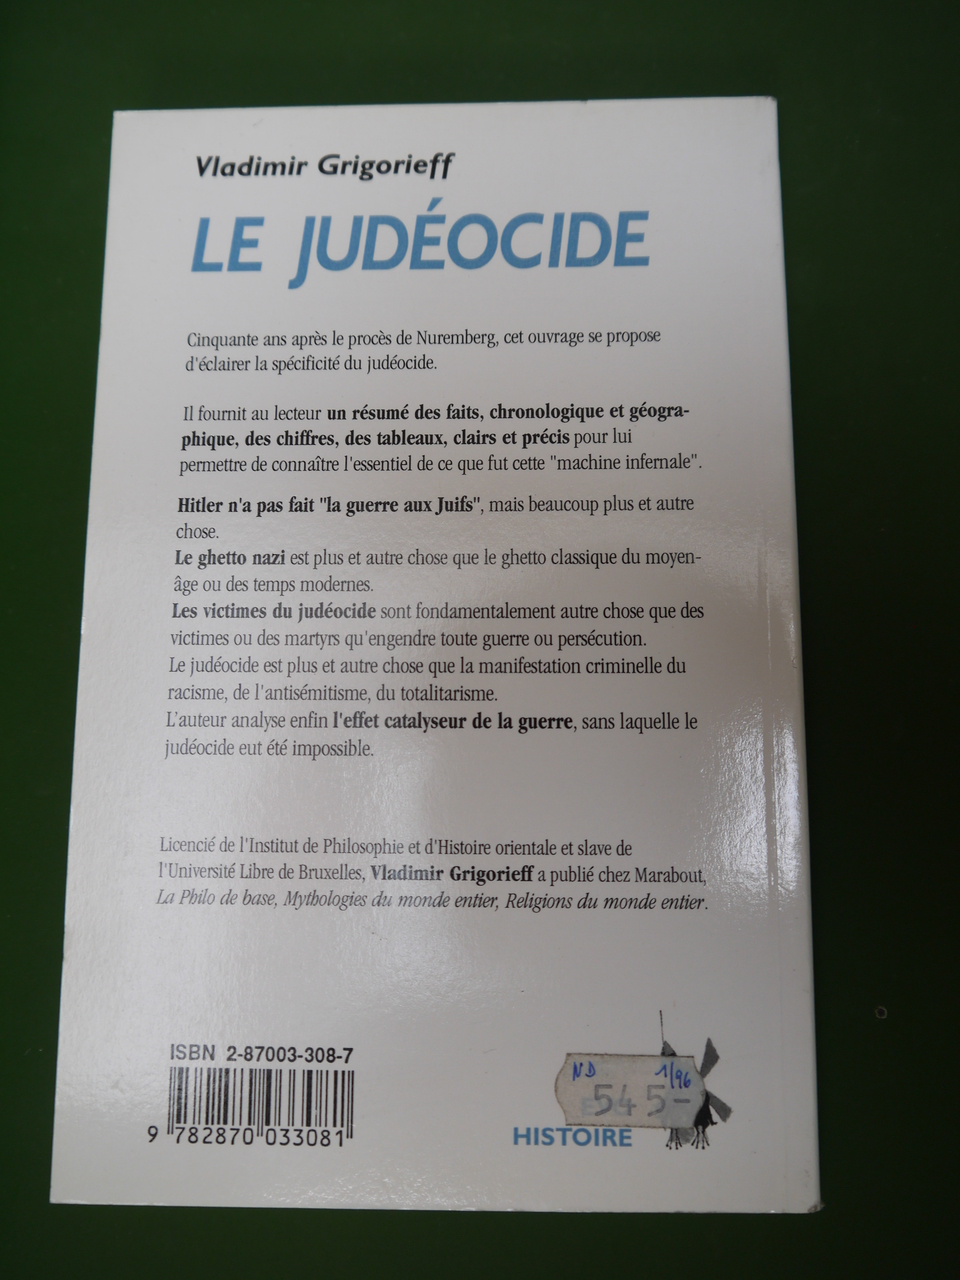 Vladimir Grigorieff
LE JUDÉOCIDE
Cinquante ans après le procès de Nuremberg, cet ouvrage se propose
d'éclairer la spécificité du judéocide.
Il fournit au lecteur un résumé des faits, chronologique et géogra-
phique, des chiffres, des tableaux, clairs et précis pour lui
permettre de connaître l'essentiel de ce que fut cette "machine infernale".
Hitler n'a pas fait "la guerre aux Juifs", mais beaucoup plus et autre
chose.
Le ghetto nazi est plus et autre chose que le ghetto classique du moyen-
âge ou des temps modernes.
Les victimes du judéocide sont fondamentalement autre chose que des
victimes ou des martyrs qu'engendre toute guerre ou persécution.
Le judéocide est plus et autre chose que la manifestation criminelle du
racisme, de l'antisémitisme, du totalitarisme.
L'auteur analyse enfin l'effet catalyseur de la guerre, sans laquelle le
judéocide eut été impossible.
Licencié de l'Institut de Philosophie et d'Histoire orientale et slave de
l'Université Libre de Bruxelles, Vladimir Grigorieff a publié chez Marabout,
La Philo de base, Mythologies du monde entier, Religions du monde entier.
ISBN 2-87003-308-7
9 782870 033081
ND 1/96
545-
HISTOIRE